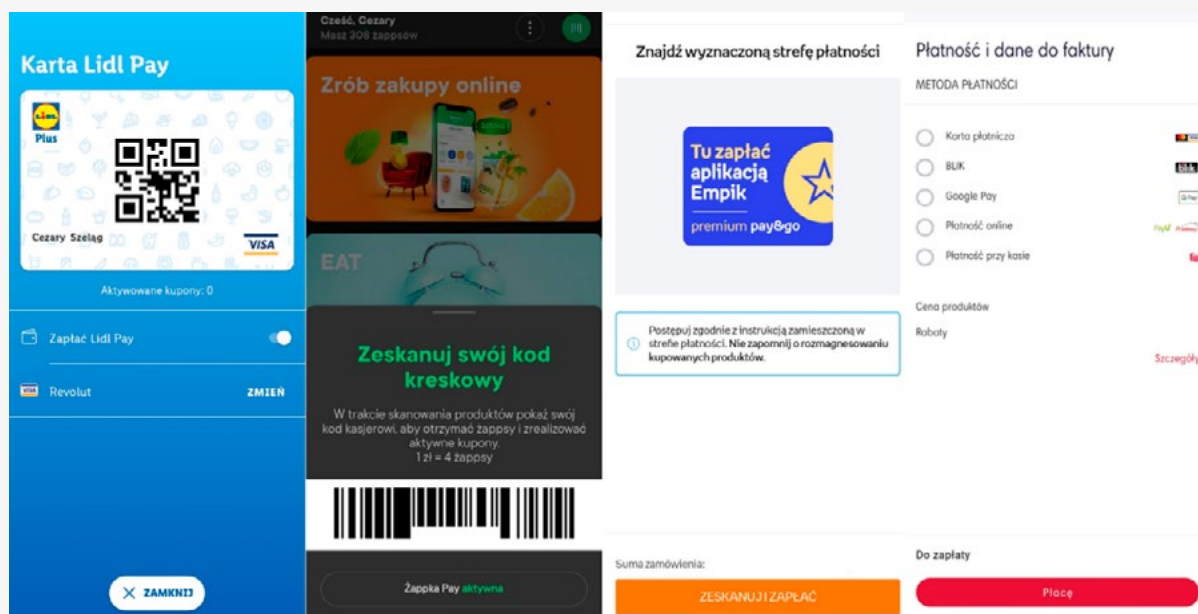 Karta Lidl Pay
LIDL
Plus
Cezary Szeląg
VISA
Aktywowane kupony: 0
Zapłać Lidl Pay
VISA
Revolut
ZMIEŃ
ZAMKNIJ
Cześć, Cezary
Masz 308 żappsów
Zrób zakupy online
EAT
Zeskanuj swój kod
kreskowy
W trakcie skanowania produktów pokaż swój
kod kasjerowi, aby otrzymać żappsy i zrealizować
aktywne kupony.
1 zł = 4 żappsy
Żappka Pay aktywna
Znajdź wyznaczoną strefę płatności
Tu zapłać
aplikacją
Empik
premium pay&go
Postępuj zgodnie z instrukcją zamieszczoną w
strefie płatności. Nie zapomnij o rozmagnesowaniu
kupowanych produktów.
Suma zamówienia:
ZESKANUJ I ZAPŁAĆ
Płatność i dane do faktury
METODA PŁATNOŚCI
Karta płatnicza
BLIK
blik
Google Pay
G Pay
Płatność online
PayU
Płatność przy kasie
Cena produktów
Rabaty
Szczegóły
Do zapłaty
Płacę